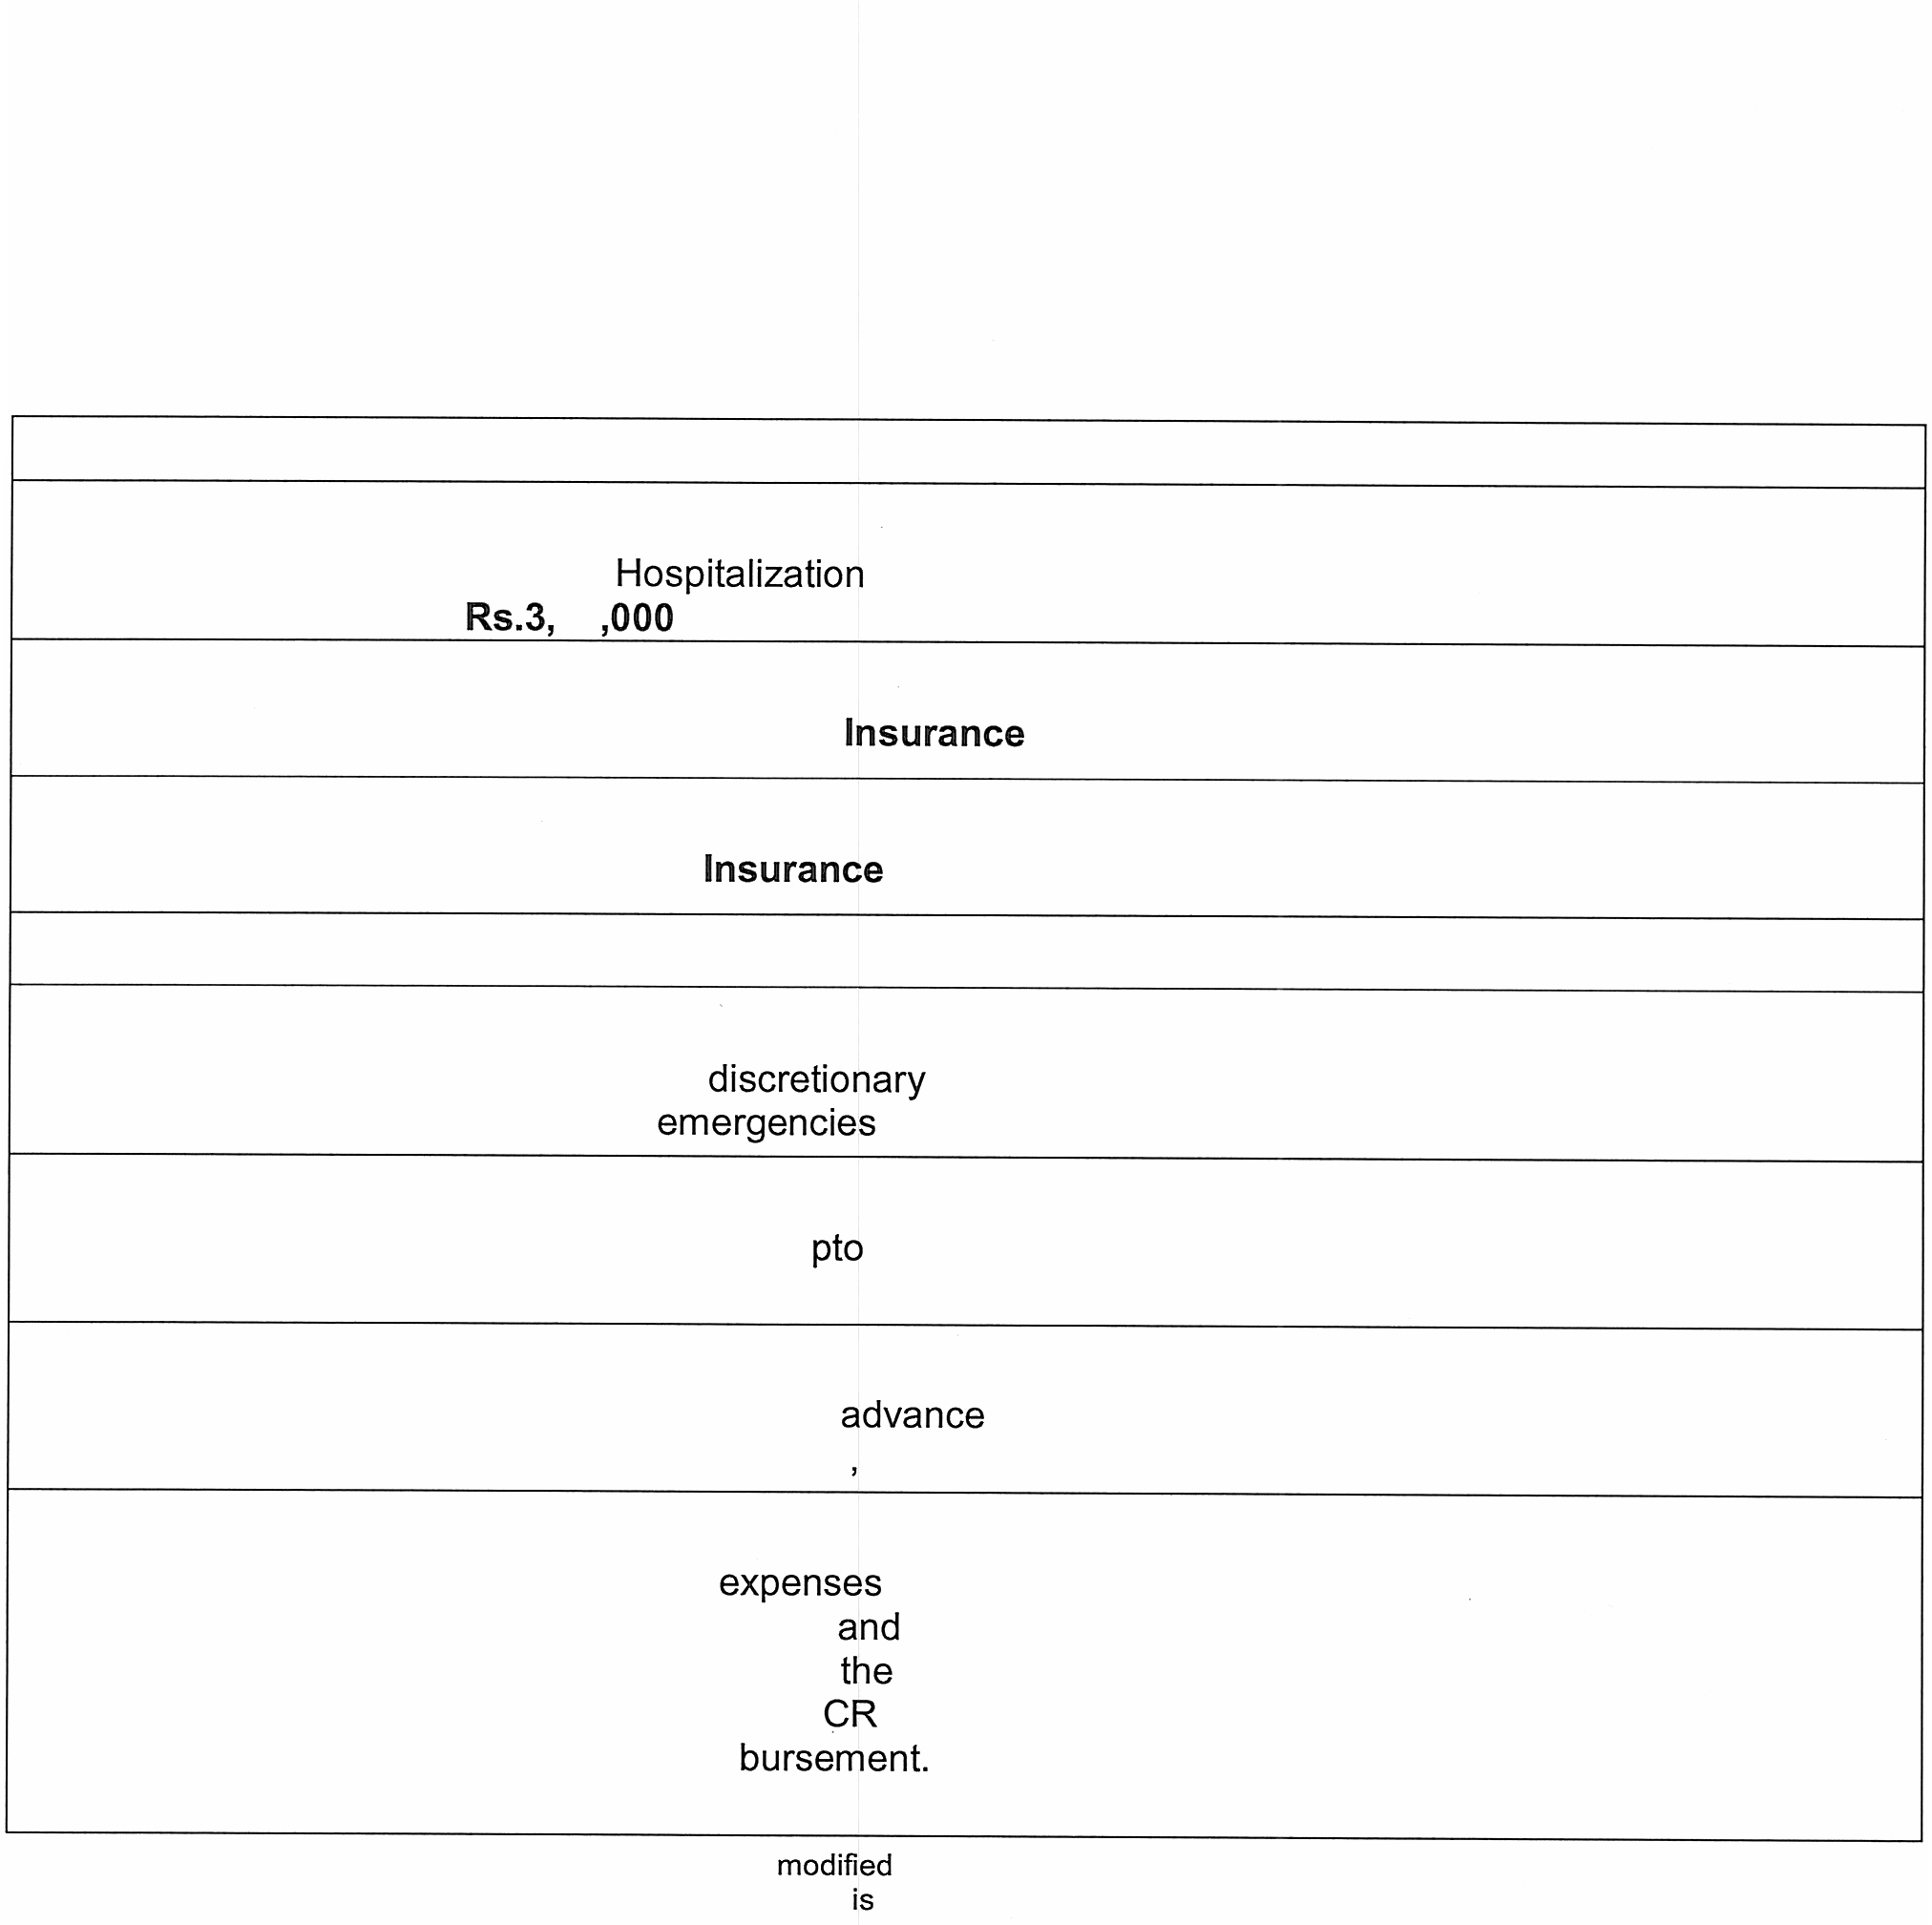 Hospitalization
Rs.3, ,000
Insurance
Insurance
discretionary
emergencies
pto
advance
,
expenses
and
the
CR
bursement.
modified
is